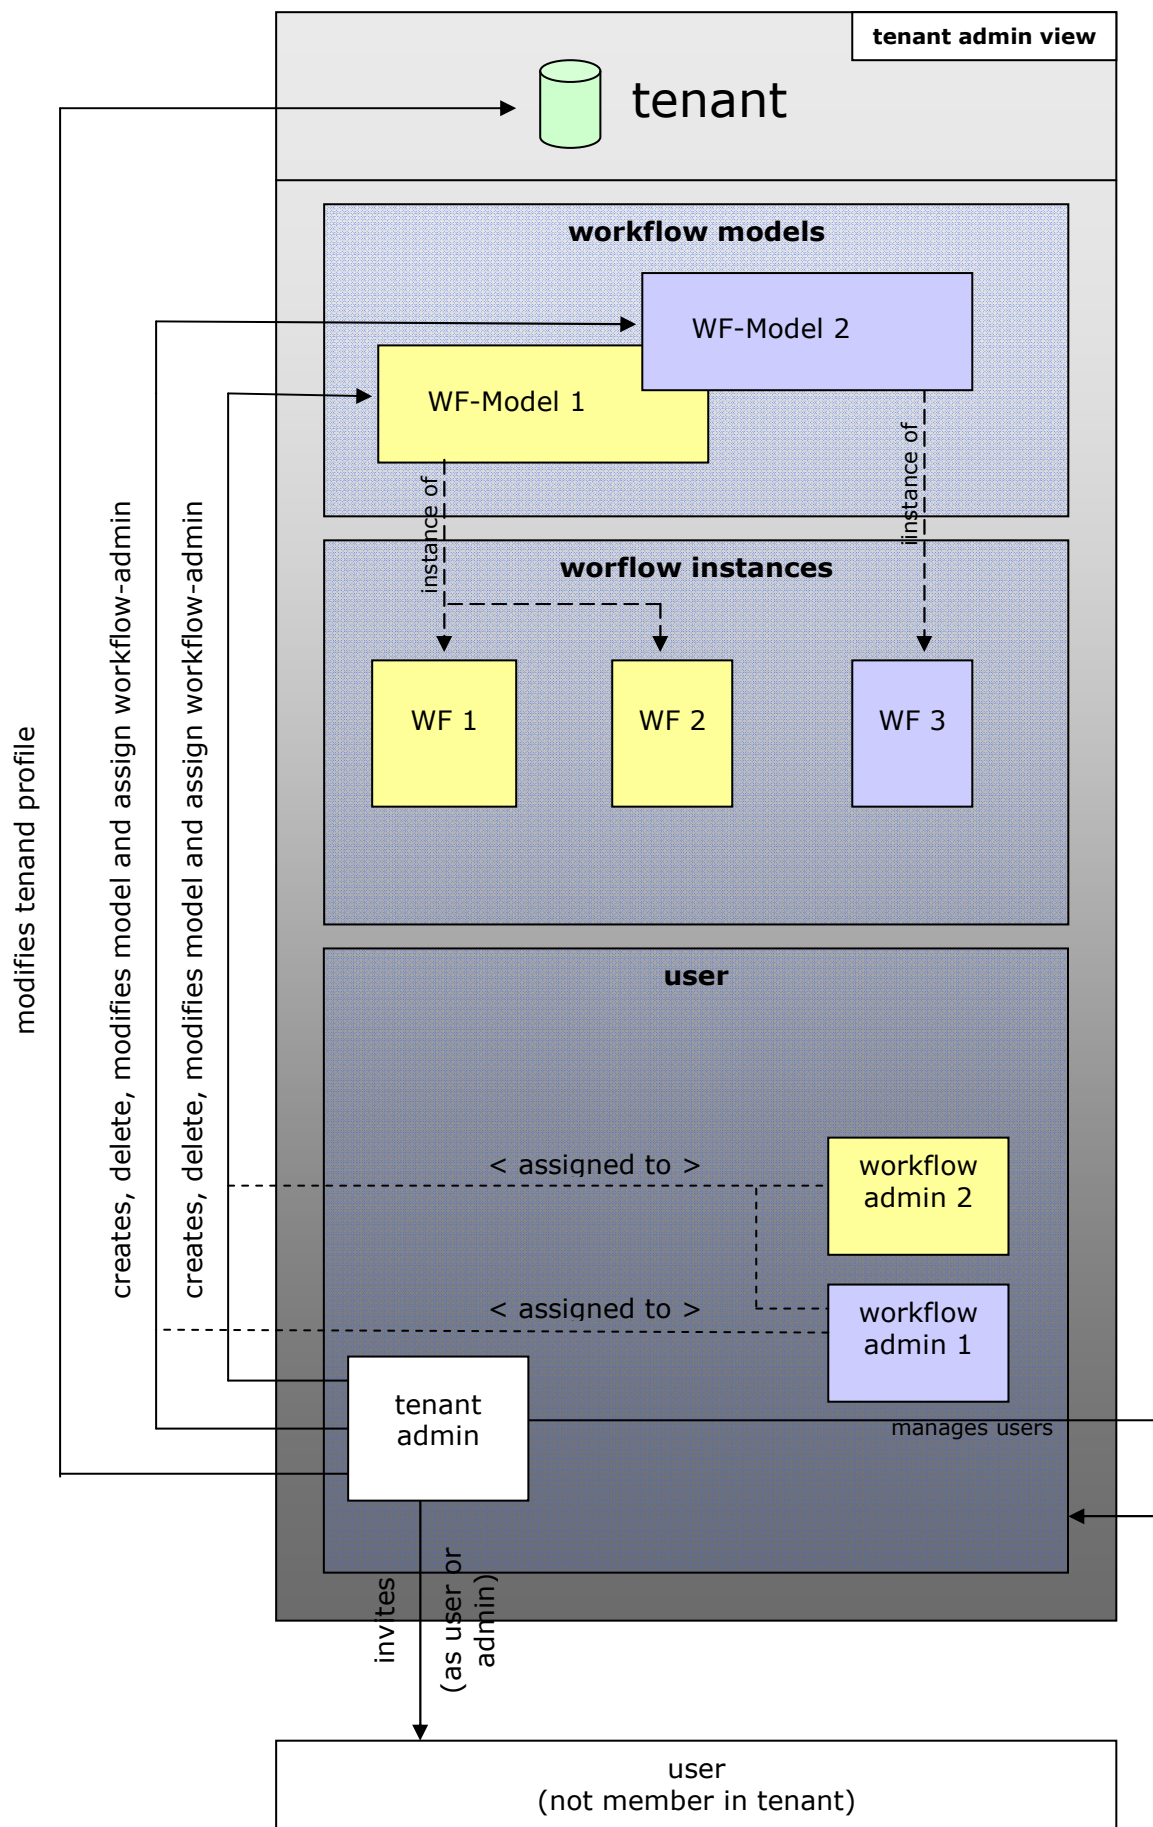 tenant admin view
tenant
workflow models
WF-Model 2
WF-Model 1
instance of
iinstance of
worflow instances
WF 1
WF 2
WF 3
modifies tenand profile
creates, delete, modifies model and assign workflow-admin
creates, delete, modifies model and assign workflow-admin
user
< assigned to >
workflow
admin 2
< assigned to >
workflow
admin 1
tenant
admin
manages users
invites
(as user or
admin)
user
(not member in tenant)